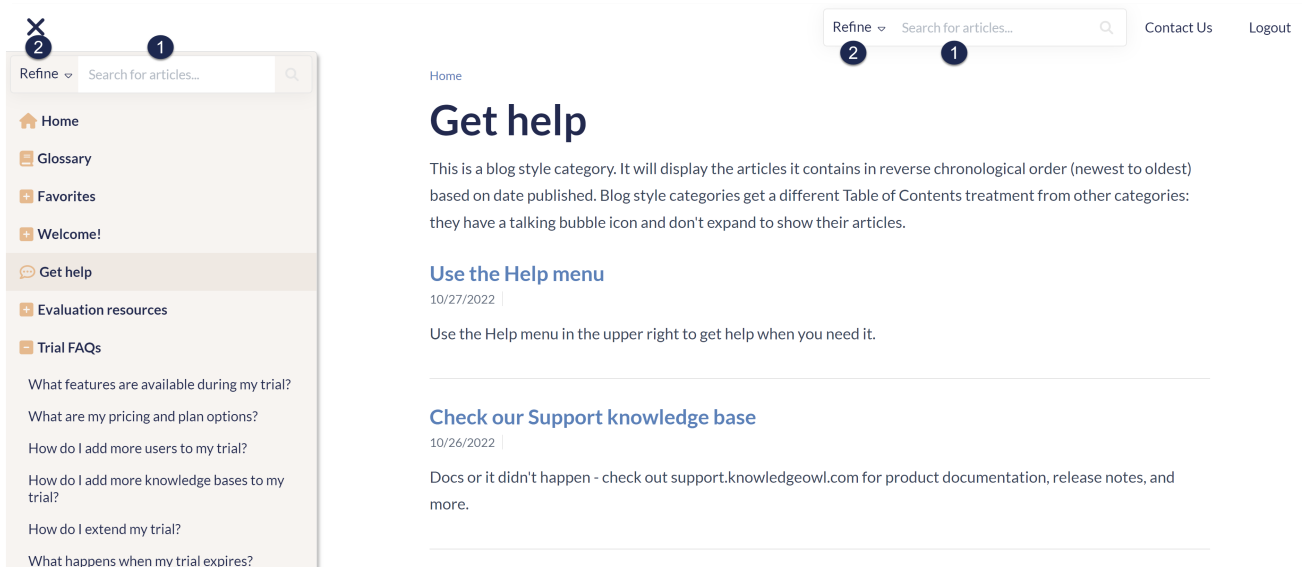 2
1
Refine
Search for articles...
Home
Glossary
Favorites
Welcome!
Get help
Evaluation resources
Trial FAQs
What features are available during my trial?
What are my pricing and plan options?
How do I add more users to my trial?
How do I add more knowledge bases to my
trial?
How do I extend my trial?
What happens when my trial expires?
Refine
Search for articles...
Contact Us
Logout
2
1
Home
Get help
This is a blog style category. It will display the articles it contains in reverse chronological order (newest to oldest)
based on date published. Blog style categories get a different Table of Contents treatment from other categories:
they have a talking bubble icon and don't expand to show their articles.
Use the Help menu
10/27/2022
Use the Help menu in the upper right to get help when you need it.
Check our Support knowledge base
10/26/2022
Docs or it didn't happen - check out support.knowledgeowl.com for product documentation, release notes, and
more.